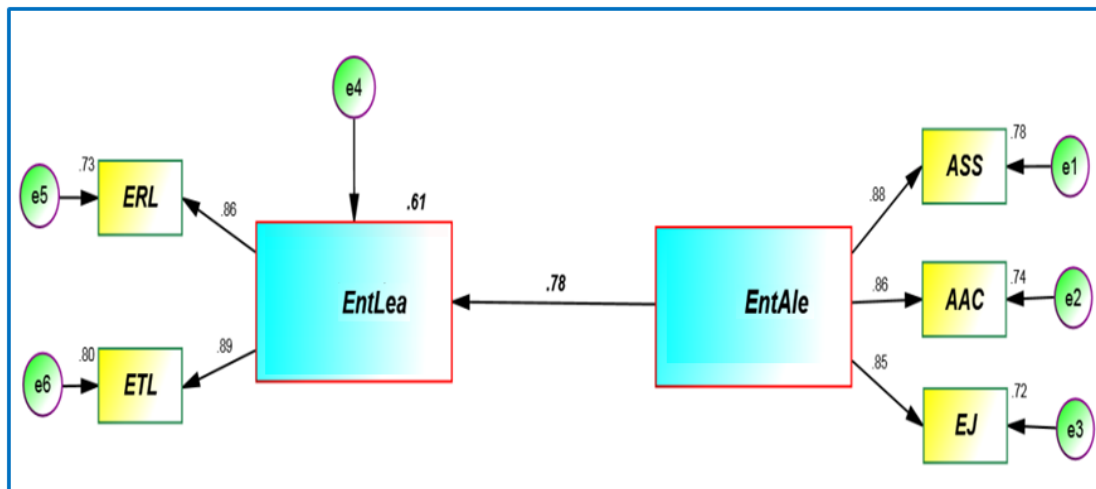 e4
.78
ASS
e1
.73
ERL
e5
.88
.86
.61
.78
EntLea
EntAle
.86
AAC
.74
e2
.80
ETL
e6
.89
.85
.72
EJ
e3